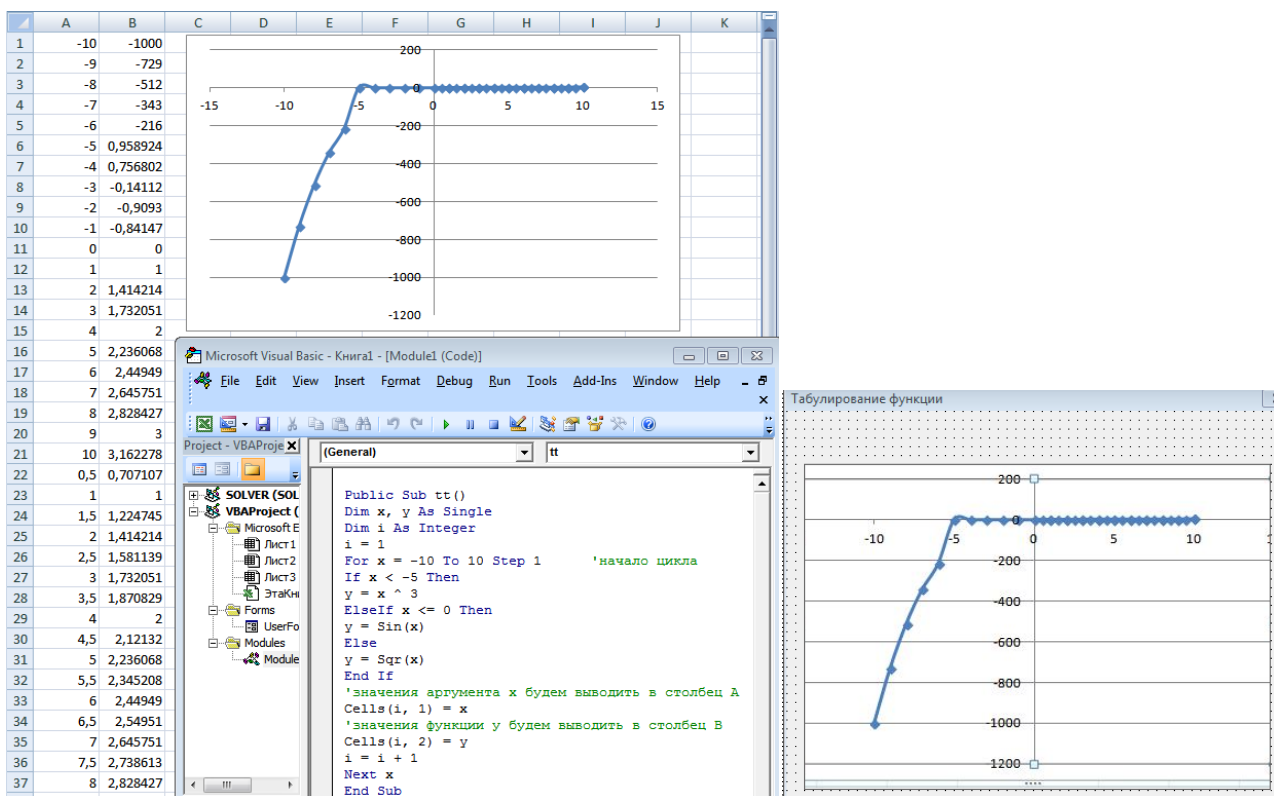 A B C D E F G H I J K
1 -10 -1000
2 -9 -729
3 -8 -512
4 -7 -343
5 -6 -216
6 -5 0,958924
7 -4 0,756802
8 -3 -0,14112
9 -2 -0,9093
10 -1 -0,84147
11 0 0
12 1 1
13 2 1,414214
14 3 1,732051
15 4 2
16 5 2,236068
17 6 2,44949
18 7 2,645751
19 8 2,828427
20 9 3
21 10 3,162278
22 0,5 0,707107
23 1 1
24 1,5 1,224745
25 2 1,414214
26 2,5 1,581139
27 3 1,732051
28 3,5 1,870829
29 4 2
30 4,5 2,12132
31 5 2,236068
32 5,5 2,345208
33 6 2,44949
34 6,5 2,54951
35 7 2,645751
36 7,5 2,738613
37 8 2,828427
200
0
-15 -10 -5 0 5 10 15
-200
-400
-600
-800
-1000
-1200
Microsoft Visual Basic - Книга1 - [Module1 (Code)]
File Edit View Insert Format Debug Run Tools Add-Ins Window Help
Project - VBAProje
SOLVER (SOL
VBAProject (
Microsoft E
Лист1
Лист2
Лист3
ЭтаКн
Forms
UserFo
Modules
Module
(General) tt
Public Sub tt()
Dim x, y As Single
Dim i As Integer
i = 1
For x = -10 To 10 Step 1 'начало цикла
If x < -5 Then
y = x ^ 3
ElseIf x <= 0 Then
y = Sin(x)
Else
y = Sqr(x)
End If
'значения аргумента x будем выводить в столбец A
Cells(i, 1) = x
'значения функции y будем выводить в столбец B
Cells(i, 2) = y
i = i + 1
Next x
End Sub
Табулирование функции
200
0
-10 -5 0 5 10
-200
-400
-600
-800
-1000
-1200